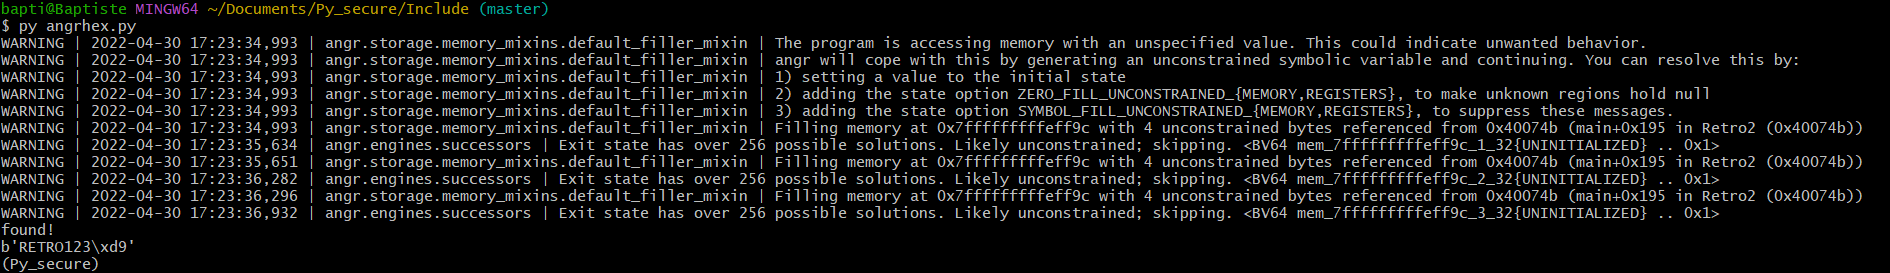 bapti@Baptiste MINGW64 ~/Documents/Py_secure/Include (master)
$ py angrhex.py
WARNING | 2022-04-30 17:23:34,993 | angr.storage.memory_mixins.default_filler_mixin | The program is accessing memory with an unspecified value. This could indicate unwanted behavior.
WARNING | 2022-04-30 17:23:34,993 | angr.storage.memory_mixins.default_filler_mixin | angr will cope with this by generating an unconstrained symbolic variable and continuing. You can resolve this by:
WARNING | 2022-04-30 17:23:34,993 | angr.storage.memory_mixins.default_filler_mixin | 1) setting a value to the initial state
WARNING | 2022-04-30 17:23:34,993 | angr.storage.memory_mixins.default_filler_mixin | 2) adding the state option ZERO_FILL_UNCONSTRAINED_{MEMORY,REGISTERS}, to make unknown regions hold null
WARNING | 2022-04-30 17:23:34,993 | angr.storage.memory_mixins.default_filler_mixin | 3) adding the state option SYMBOL_FILL_UNCONSTRAINED_{MEMORY,REGISTERS}, to suppress these messages.
WARNING | 2022-04-30 17:23:34,993 | angr.storage.memory_mixins.default_filler_mixin | Filling memory at 0x7fffffffffeff9c with 4 unconstrained bytes referenced from 0x40074b (main+0x195 in Retro2 (0x40074b))
WARNING | 2022-04-30 17:23:35,634 | angr.engines.successors | Exit state has over 256 possible solutions. Likely unconstrained; skipping. <BV64 mem_7fffffffffeff9c_1_32{UNINITIALIZED} .. 0x1>
WARNING | 2022-04-30 17:23:35,651 | angr.storage.memory_mixins.default_filler_mixin | Filling memory at 0x7fffffffffeff9c with 4 unconstrained bytes referenced from 0x40074b (main+0x195 in Retro2 (0x40074b))
WARNING | 2022-04-30 17:23:36,282 | angr.engines.successors | Exit state has over 256 possible solutions. Likely unconstrained; skipping. <BV64 mem_7fffffffffeff9c_2_32{UNINITIALIZED} .. 0x1>
WARNING | 2022-04-30 17:23:36,296 | angr.storage.memory_mixins.default_filler_mixin | Filling memory at 0x7fffffffffeff9c with 4 unconstrained bytes referenced from 0x40074b (main+0x195 in Retro2 (0x40074b))
WARNING | 2022-04-30 17:23:36,932 | angr.engines.successors | Exit state has over 256 possible solutions. Likely unconstrained; skipping. <BV64 mem_7fffffffffeff9c_3_32{UNINITIALIZED} .. 0x1>
found!
b'RETRO123\xd9'
(Py_secure)